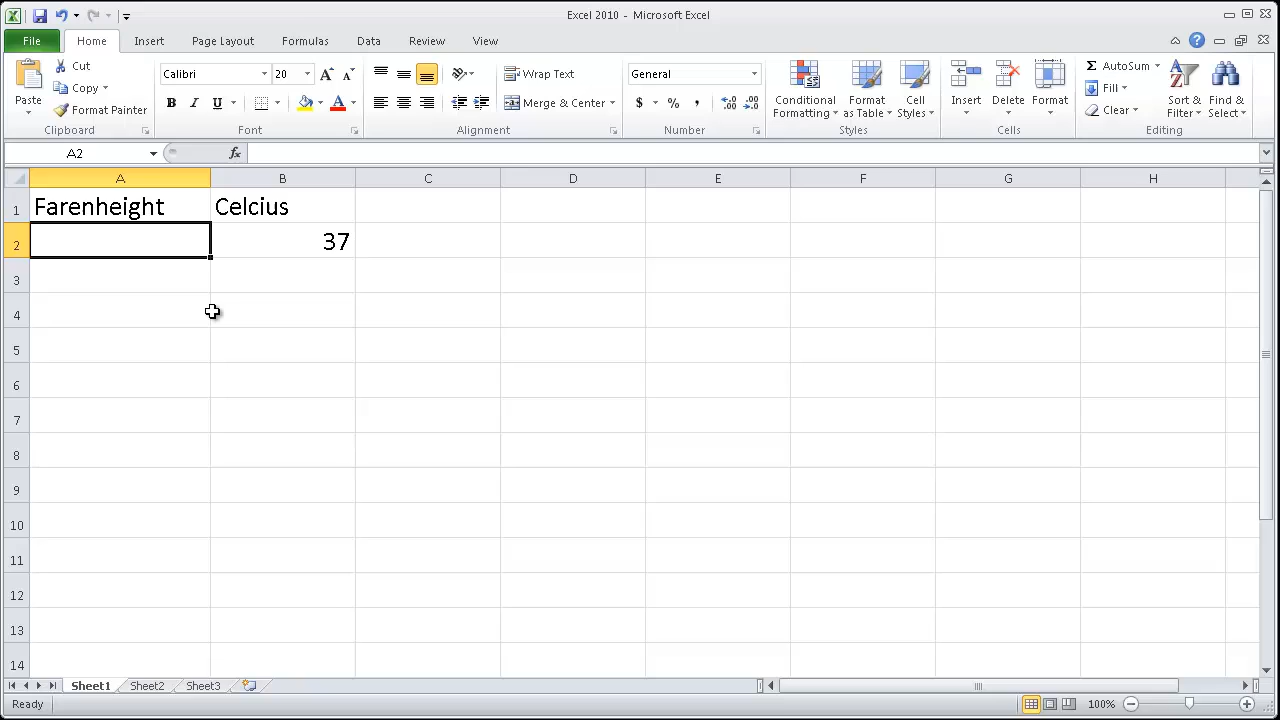 Excel 2010 - Microsoft Excel
File Home Insert Page Layout Formulas Data Review View
Paste
Cut
Copy
Format Painter
Clipboard
Calibri
B I U A
Font
Wrap Text
Merge & Center
Alignment
General
$ % ,
Number
Conditional Formatting
Format as Table
Cell Styles
Styles
Insert Delete Format
Cells
Σ AutoSum
Fill
Clear
Sort & Filter
Find & Select
Editing
A2 fx
A B C D E F G H
1 Farenheight Celcius
2 37
3
4
5
6
7
8
9
10
11
12
13
14
Sheet1 Sheet2 Sheet3
Ready 100%